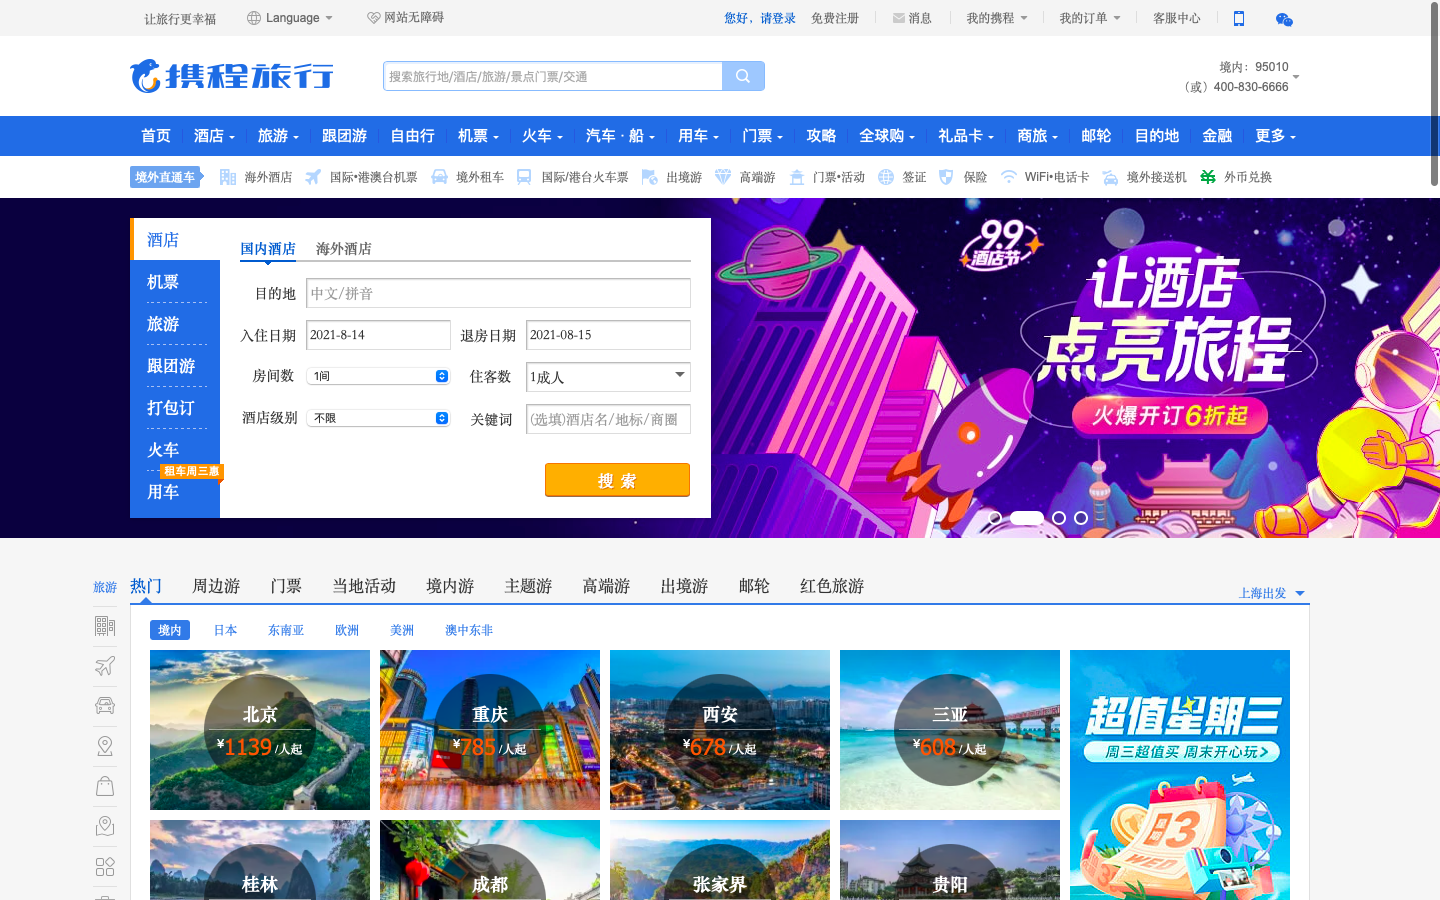 让旅行更幸福 Language 网站无障碍 您好，请登录 免费注册 消息 我的携程 我的订单 客服中心
携程旅行 搜索旅行地/酒店/旅游/景点门票/交通 境内：95010
（或）400-830-6666
首页 酒店 旅游 跟团游 自由行 机票 火车 汽车·船 用车 门票 攻略 全球购 礼品卡 商旅 邮轮 目的地 金融 更多
境外直通车 海外酒店 国际•港澳台机票 境外租车 国际/港台火车票 出境游 高端游 门票•活动 签证 保险 WiFi•电话卡 境外接送机 外币兑换
酒店
机票
旅游
跟团游
打包订
火车
租车周三惠
用车
国内酒店 海外酒店
目的地 中文/拼音
入住日期 2021-8-14 退房日期 2021-08-15
房间数 1间 住客数 1成人
酒店级别 不限 关键词 (选填)酒店名/地标/商圈
搜 索
9.9
酒店节
让酒店
点亮旅程
火爆开订6折起
旅游 热门 周边游 门票 当地活动 境内游 主题游 高端游 出境游 邮轮 红色旅游 上海出发
境内 日本 东南亚 欧洲 美洲 澳中东非
北京
¥1139/人起
重庆
¥785/人起
西安
¥678/人起
三亚
¥608/人起
超值星期三
周三超值买 周末开心玩>
星期3
WED
桂林 成都 张家界 贵阳